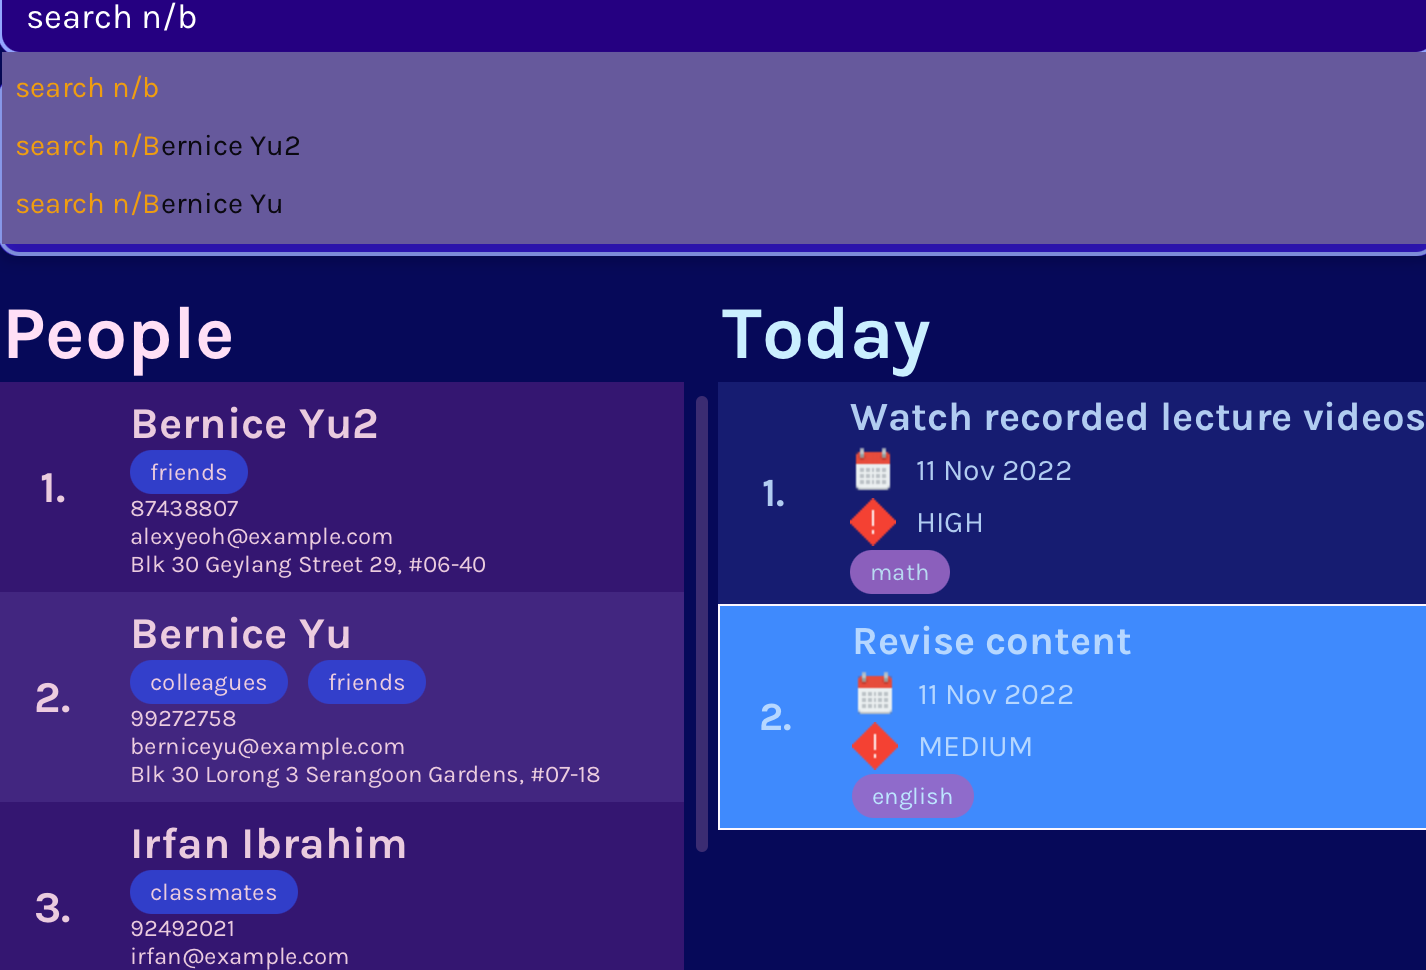 search n/b
search n/b
search n/Bernice Yu2
search n/Bernice Yu
People
1.
Bernice Yu2
friends
87438807
alexyeoh@example.com
Blk 30 Geylang Street 29, #06-40
2.
Bernice Yu
colleagues friends
99272758
berniceyu@example.com
Blk 30 Lorong 3 Serangoon Gardens, #07-18
3.
Irfan Ibrahim
classmates
92492021
irfan@example.com
Today
1.
Watch recorded lecture videos
11 Nov 2022
HIGH
math
2.
Revise content
11 Nov 2022
MEDIUM
english